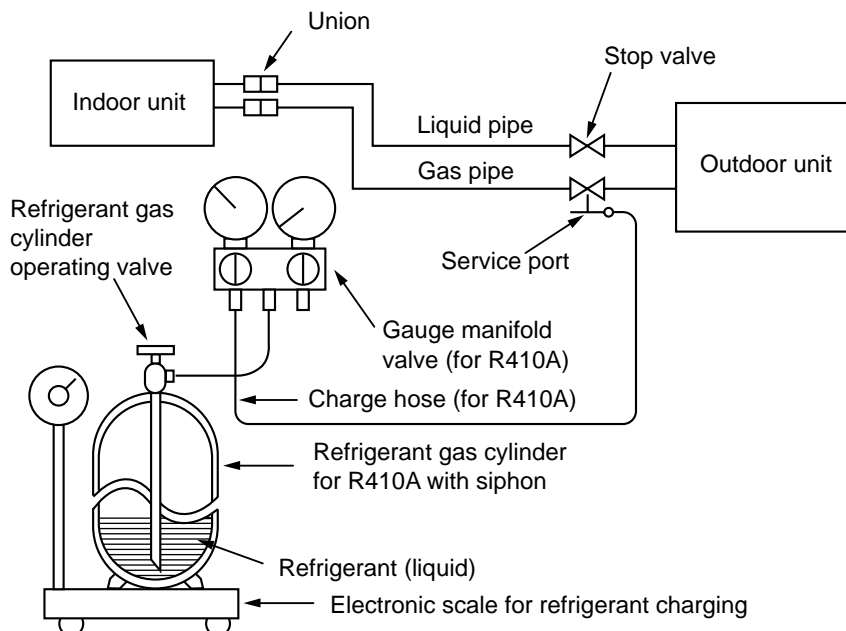 Union
Stop valve
Indoor unit
Liquid pipe
Gas pipe
Outdoor unit
Refrigerant gas
cylinder
operating valve
Service port
Gauge manifold
valve (for R410A)
Charge hose (for R410A)
Refrigerant gas cylinder
for R410A with siphon
Refrigerant (liquid)
Electronic scale for refrigerant charging